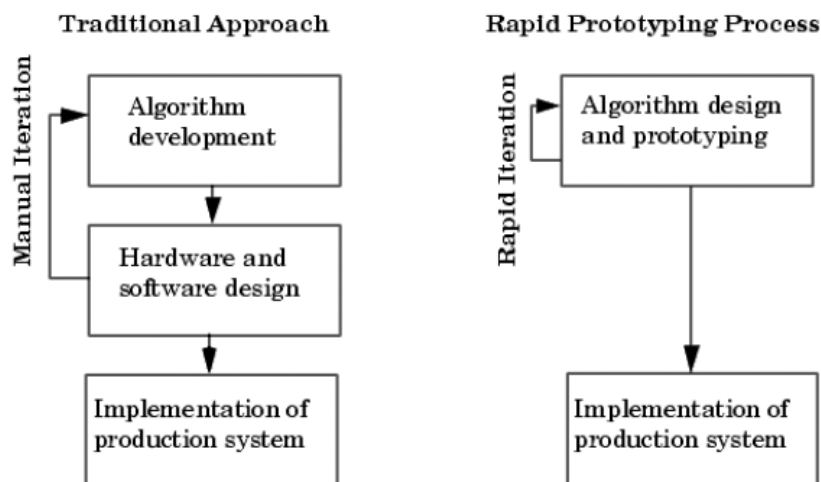 Traditional Approach
Manual Iteration
Algorithm
development
Hardware and
software design
Implementation of
production system
Rapid Prototyping Process
Rapid Iteration
Algorithm design
and prototyping
Implementation of
production system